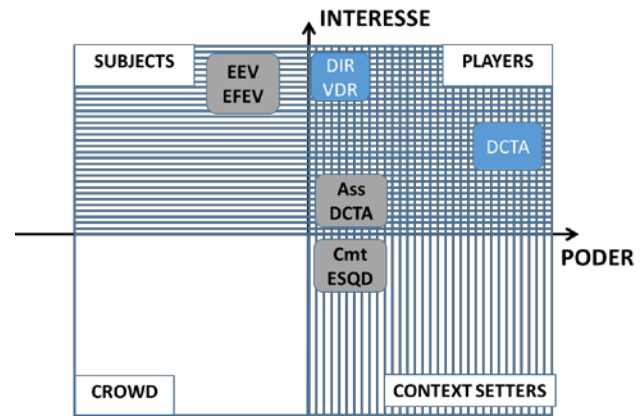 INTERESSE
SUBJECTS
EEV
EFEV
DIR
VDR
PLAYERS
DCTA
Ass
DCTA
PODER
Cmt
ESQD
CROWD
CONTEXT SETTERS